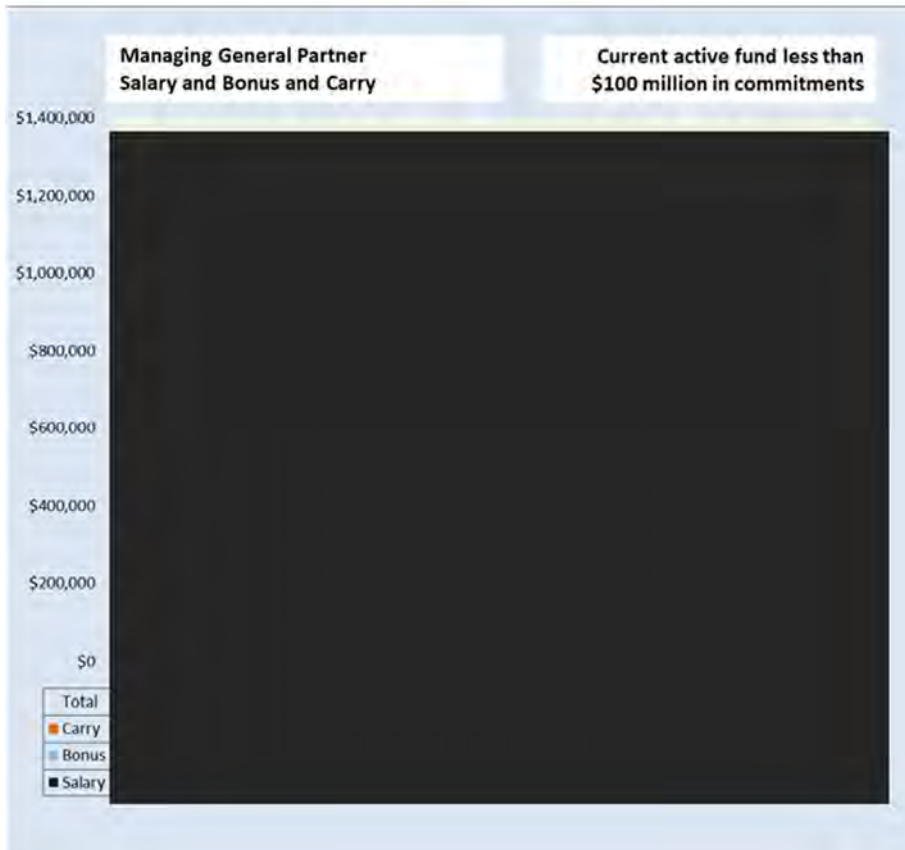 Managing General Partner
Salary and Bonus and Carry
Current active fund less than
$100 million in commitments
$1,400,000
$1,200,000
$1,000,000
$800,000
$600,000
$400,000
$200,000
$0
Total
Carry
Bonus
Salary